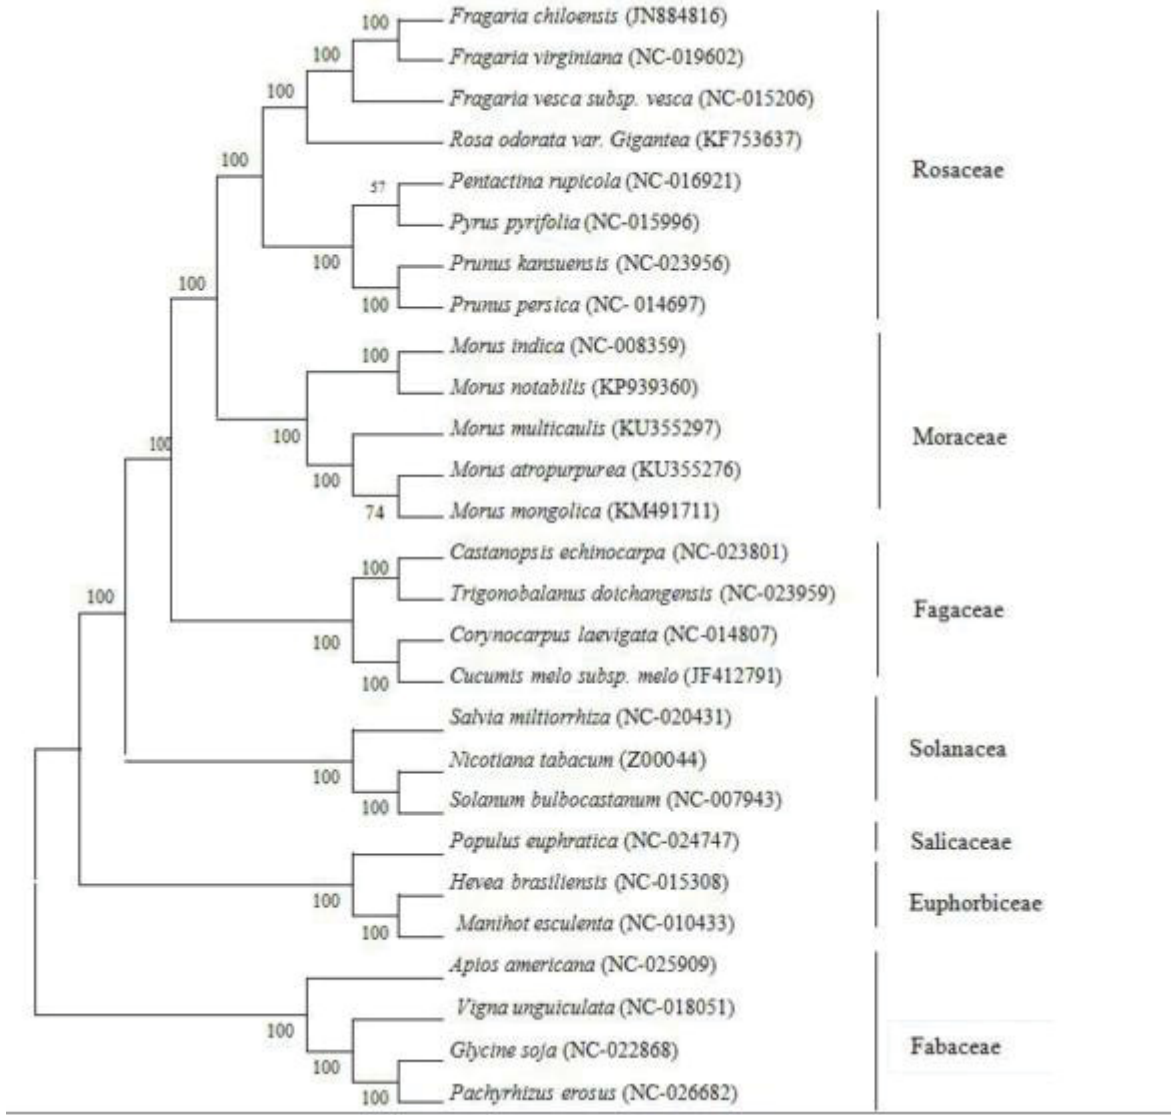 100 Fragaria chiloensis (JN884816)
100 Fragaria virginiana (NC-019602)
100 Fragaria vesca subsp. vesca (NC-015206)
Rosa odorata var. Gigantea (KF753637)
100 Rosaceae
57 Pentactina rupicola (NC-016921)
Pyrus pyrifolia (NC-015996)
100 Prunus kansuensis (NC-023956)
100 Prunus persica (NC- 014697)
100
100 Morus indica (NC-008359)
Morus notabilis (KP939360)
100 Morus multicaulis (KU355297)
Moraceae
100
100 Morus atropurpurea (KU355276)
74 Morus mongolica (KM491711)
Castanopsis echinocarpa (NC-023801)
100
Trigonobalanus doichangensis (NC-023959)
100 Fagaceae
100 Corynocarpus laevigata (NC-014807)
100 Cucumis melo subsp. melo (JF412791)
Salvia miltiorrhiza (NC-020431)
Solanacea
100 Nicotiana tabacum (Z00044)
100 Solanum bulbocastanum (NC-007943)
Populus euphratica (NC-024747) Salicaceae
Hevea brasiliensis (NC-015308)
100 Euphorbiceae
100 Manihot esculenta (NC-010433)
Apios americana (NC-025909)
Vigna unguiculata (NC-018051)
100
100 Glycine soja (NC-022868) Fabaceae
100 Pachyrhizus erosus (NC-026682)